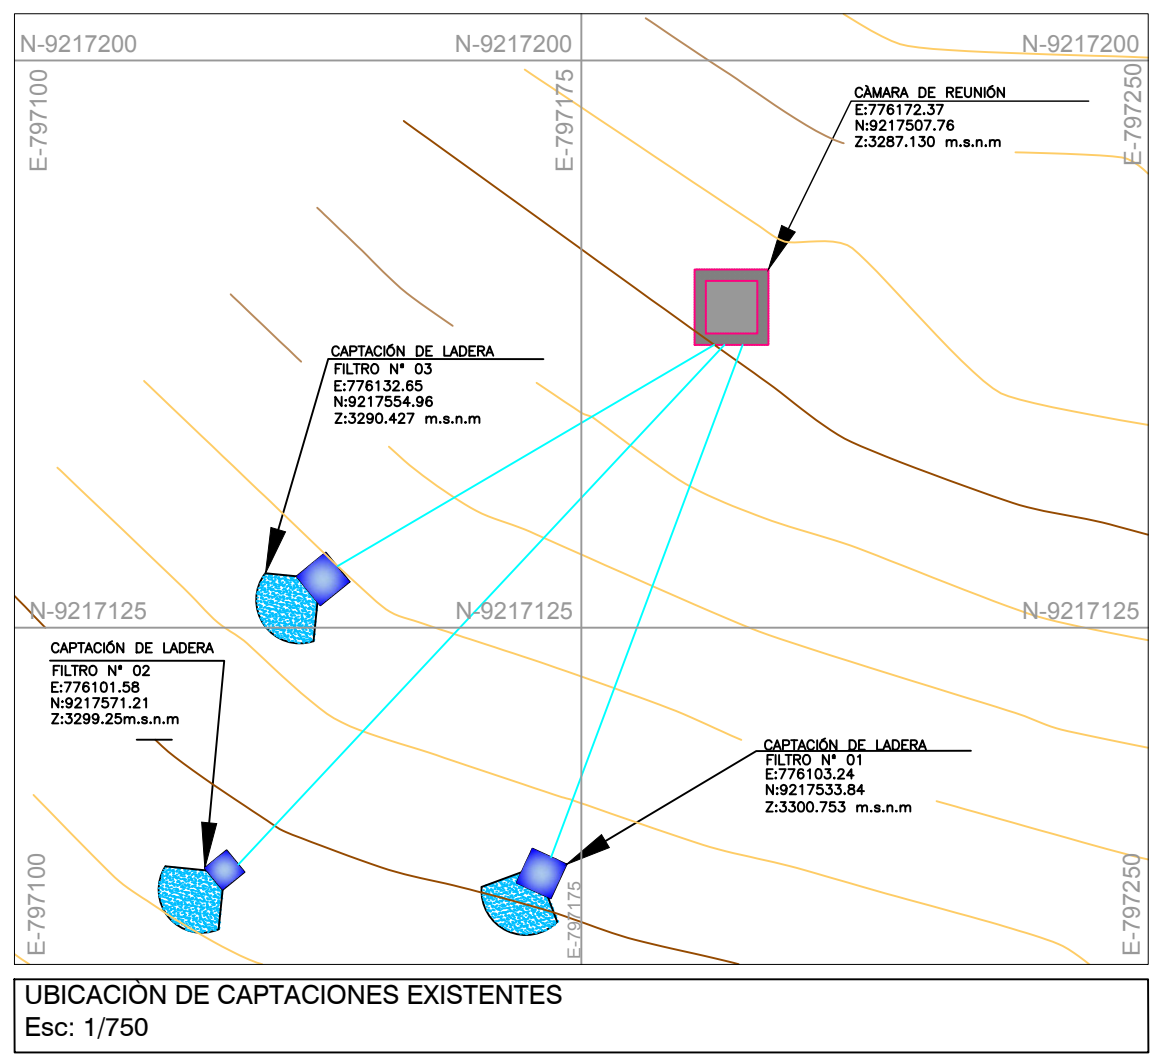 N-9217200
N-9217200
N-9217200
E-797100
E-797175
E-797250
CÀMARA DE REUNIÓN
E:776172.37
N:9217507.76
Z:3287.130 m.s.n.m
CAPTACIÓN DE LADERA
FILTRO Nº 03
E:776132.65
N:9217554.96
Z:3290.427 m.s.n.m
N-9217125
N-9217125
N-9217125
CAPTACIÓN DE LADERA
FILTRO Nº 02
E:776101.58
N:9217571.21
Z:3299.25m.s.n.m
CAPTACIÓN DE LADERA
FILTRO Nº 01
E:776103.24
N:9217533.84
Z:3300.753 m.s.n.m
E-797100
E-797175
E-797250
UBICACIÒN DE CAPTACIONES EXISTENTES
Esc: 1/750